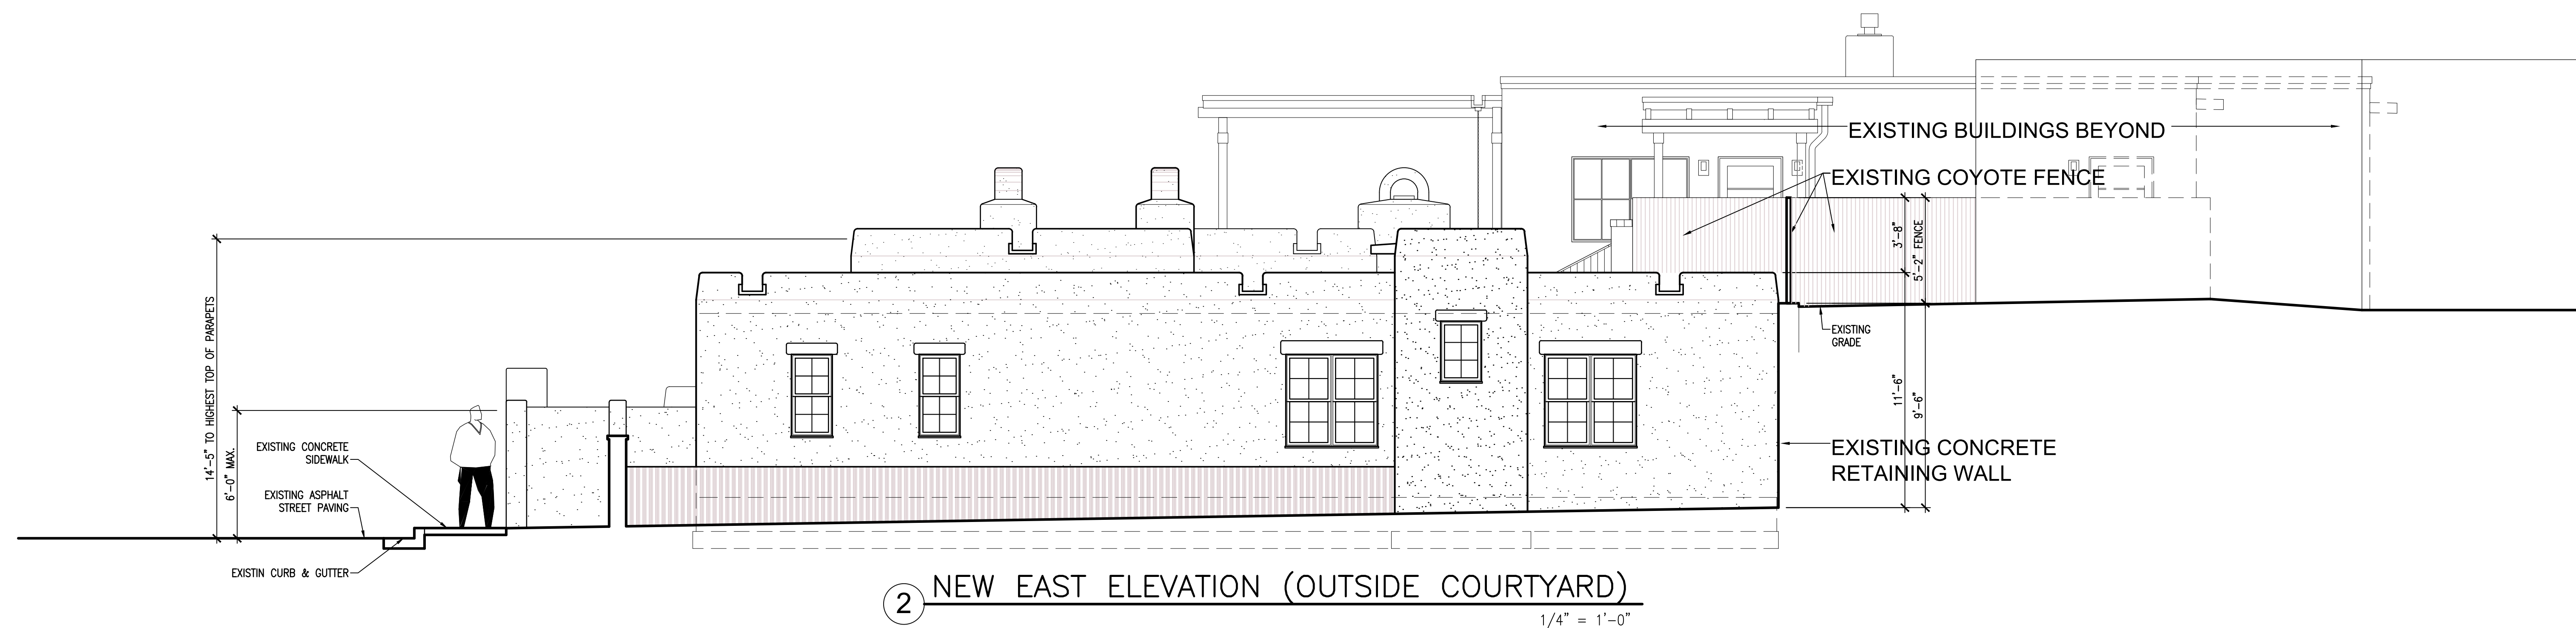 EXISTING BUILDINGS BEYOND
EXISTING COYOTE FENCE
3'-8"
5'-2" FENCE
14'-5" TO HIGHEST TOP OF PARAPETS
6'-0" MAX.
EXISTING
GRADE
11'-6"
9'-6"
EXISTING CONCRETE
SIDEWALK
EXISTING CONCRETE
RETAINING WALL
EXISTING ASPHALT
STREET PAVING
EXISTIN CURB & GUTTER
2
NEW EAST ELEVATION (OUTSIDE COURTYARD)
1/4" = 1'-0"